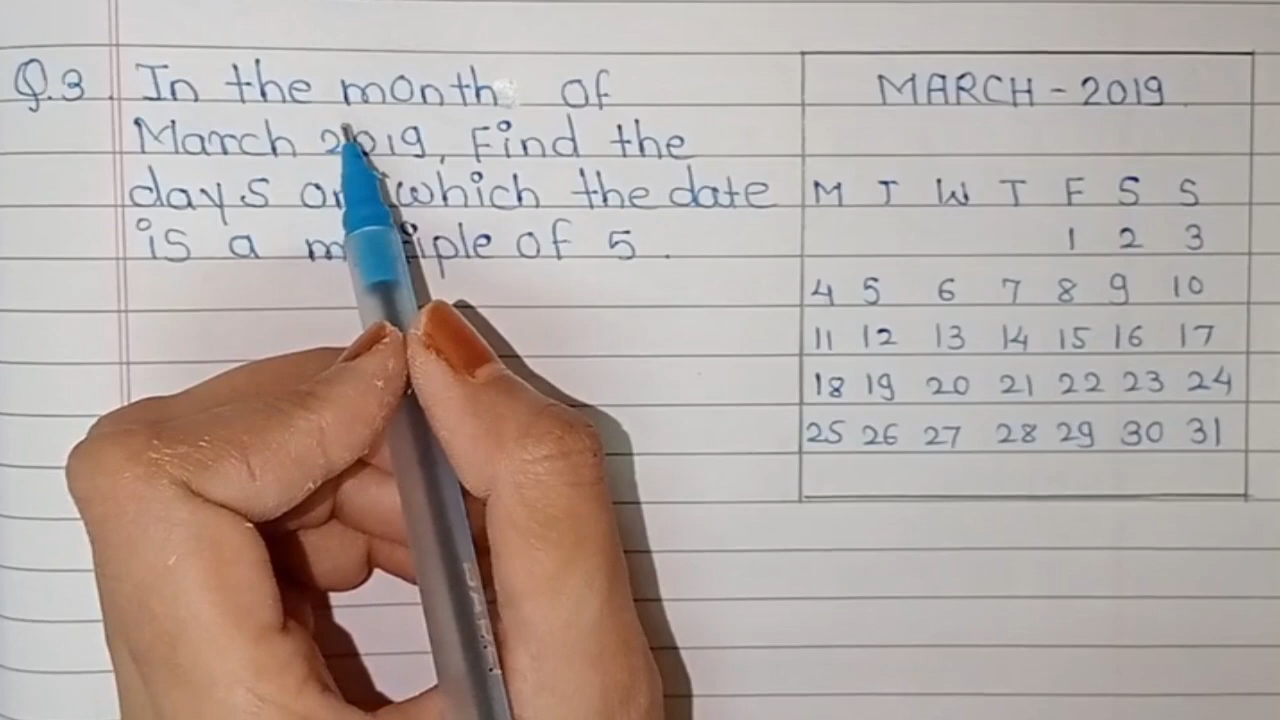 Q.3 In the month of
March 2019, Find the
days on which the date
is a of 5.
MARCH - 2019
M T W T F S S
1 2 3
4 5 6 7 8 9 10
11 12 13 14 15 16 17
18 19 20 21 22 23 24
25 26 27 28 29 30 31